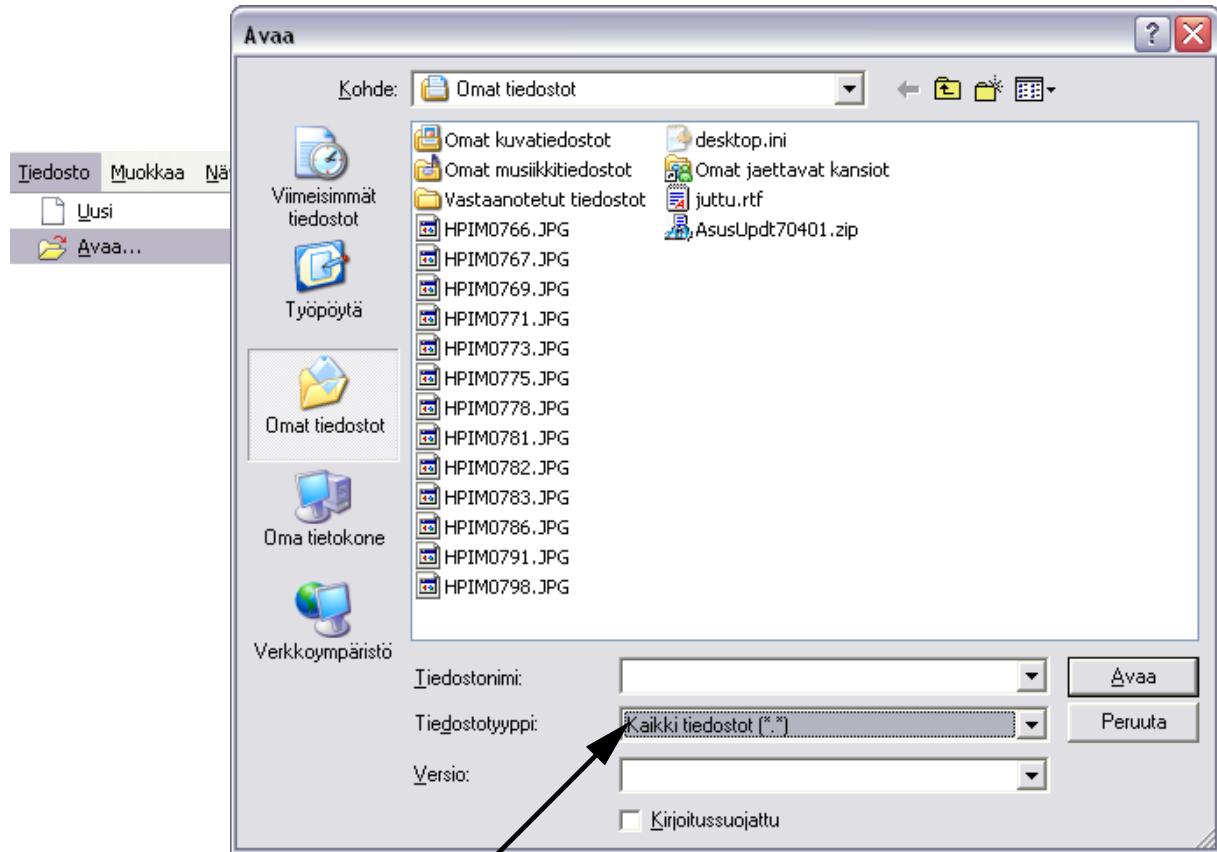 Avaa
Kohde:
Omat tiedostot
Tiedosto Muokkaa Nä
Uusi
Avaa...
Viimeisimmät
tiedostot
Työpöytä
Omat tiedostot
Oma tietokone
Verkkoympäristö
Omat kuvatiedostot
Omat musiikkitiedostot
Vastaanotetut tiedostot
HPIM0766.JPG
HPIM0767.JPG
HPIM0769.JPG
HPIM0771.JPG
HPIM0773.JPG
HPIM0775.JPG
HPIM0778.JPG
HPIM0781.JPG
HPIM0782.JPG
HPIM0783.JPG
HPIM0786.JPG
HPIM0791.JPG
HPIM0798.JPG
desktop.ini
Omat jaettavat kansiot
juttu.rtf
AsusUpdt70401.zip
Tiedostonimi:
Avaa
Tiedostotyyppi:
Kaikki tiedostot (*.*)
Peruuta
Versio:
Kirjoitussuojattu